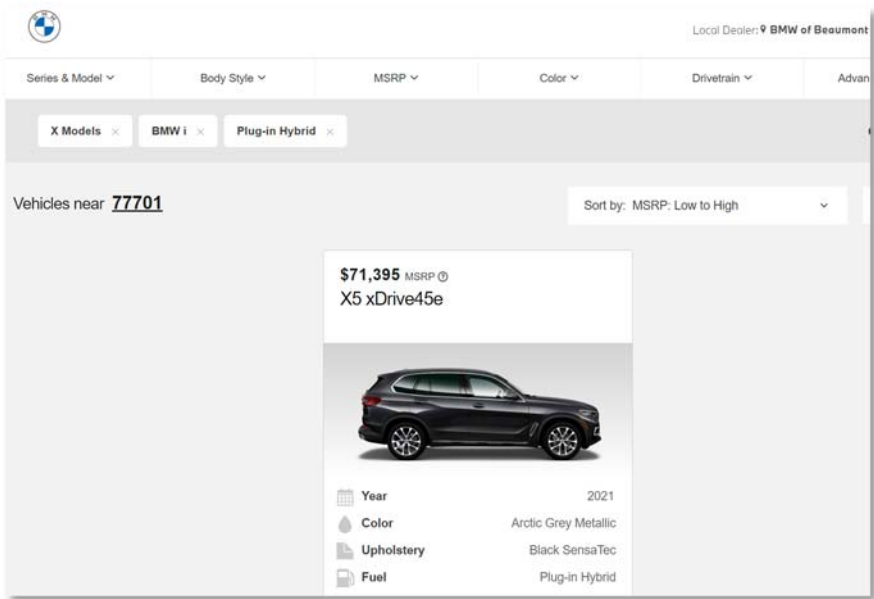 Local Dealer: BMW of Beaumont
Series & Model
Body Style
MSRP
Color
Drivetrain
Advan
X Models ×
BMW i ×
Plug-in Hybrid ×
Vehicles near 77701
Sort by: MSRP: Low to High
$71,395 MSRP
X5 xDrive45e
Year 2021
Color Arctic Grey Metallic
Upholstery Black SensaTec
Fuel Plug-in Hybrid